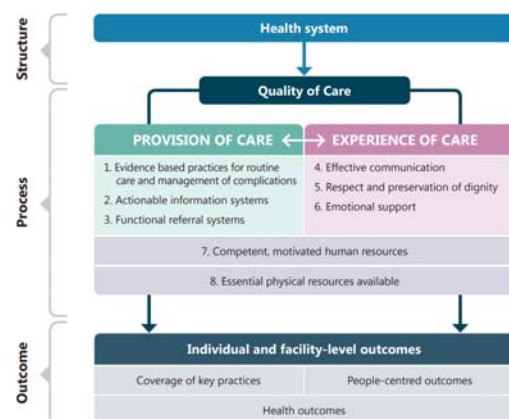 Structure
Health system
Process
Quality of Care
PROVISION OF CARE
EXPERIENCE OF CARE
1. Evidence based practices for routine
care and management of complications
2. Actionable information systems
3. Functional referral systems
4. Effective communication
5. Respect and preservation of dignity
6. Emotional support
7. Competent, motivated human resources
8. Essential physical resources available
Outcome
Individual and facility-level outcomes
Coverage of key practices
People-centred outcomes
Health outcomes